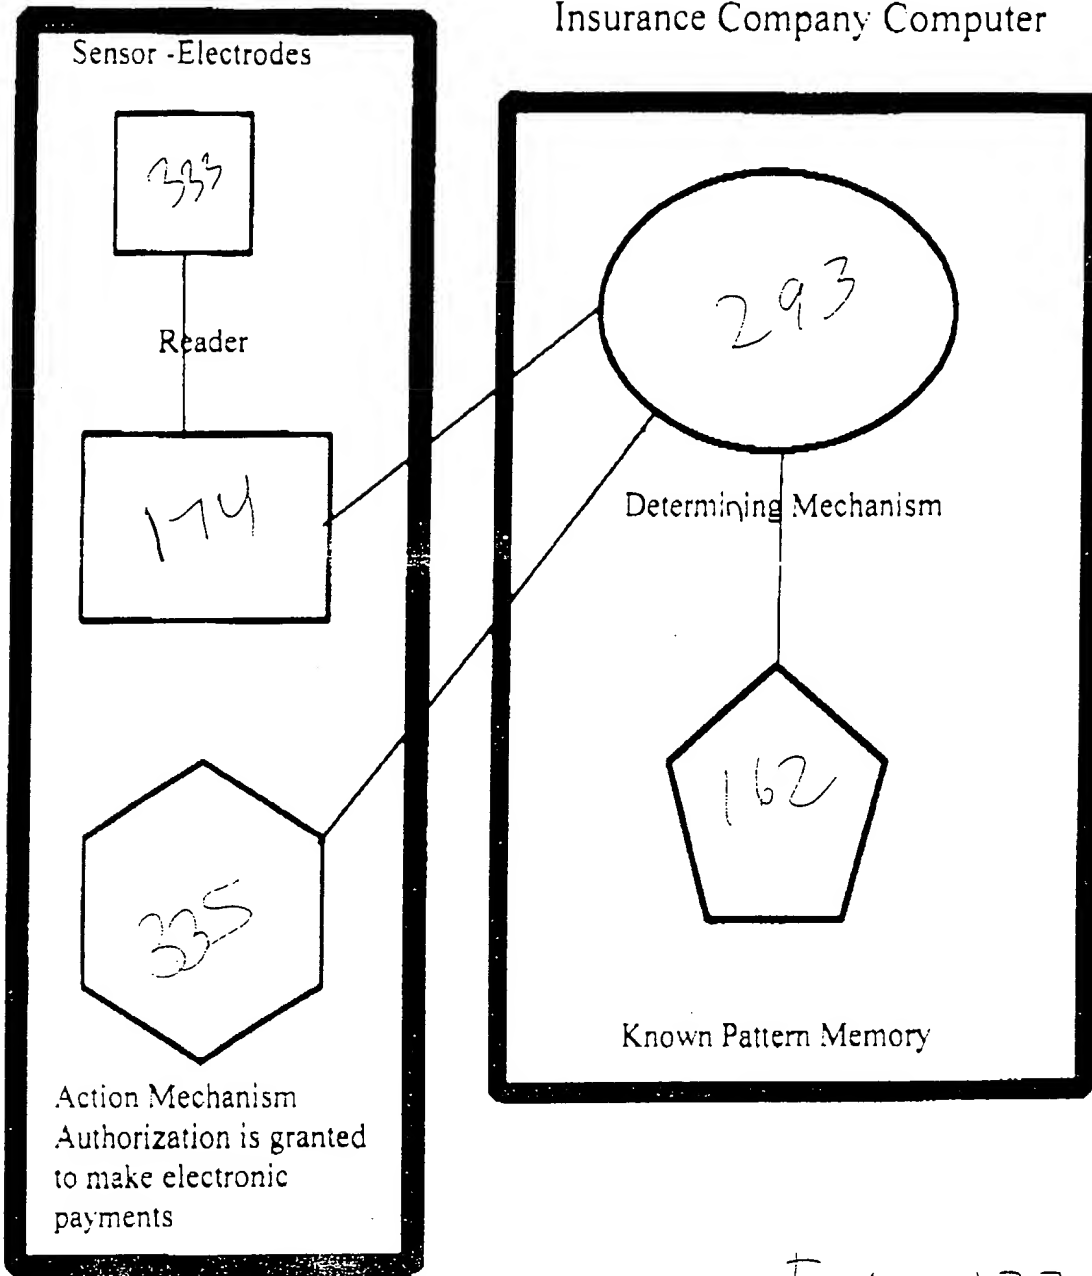 Insurance Company Computer
Sensor -Electrodes
333
Reader
174
293
Determining Mechanism
162
335
Known Pattern Memory
Action Mechanism
Authorization is granted
to make electronic
payments